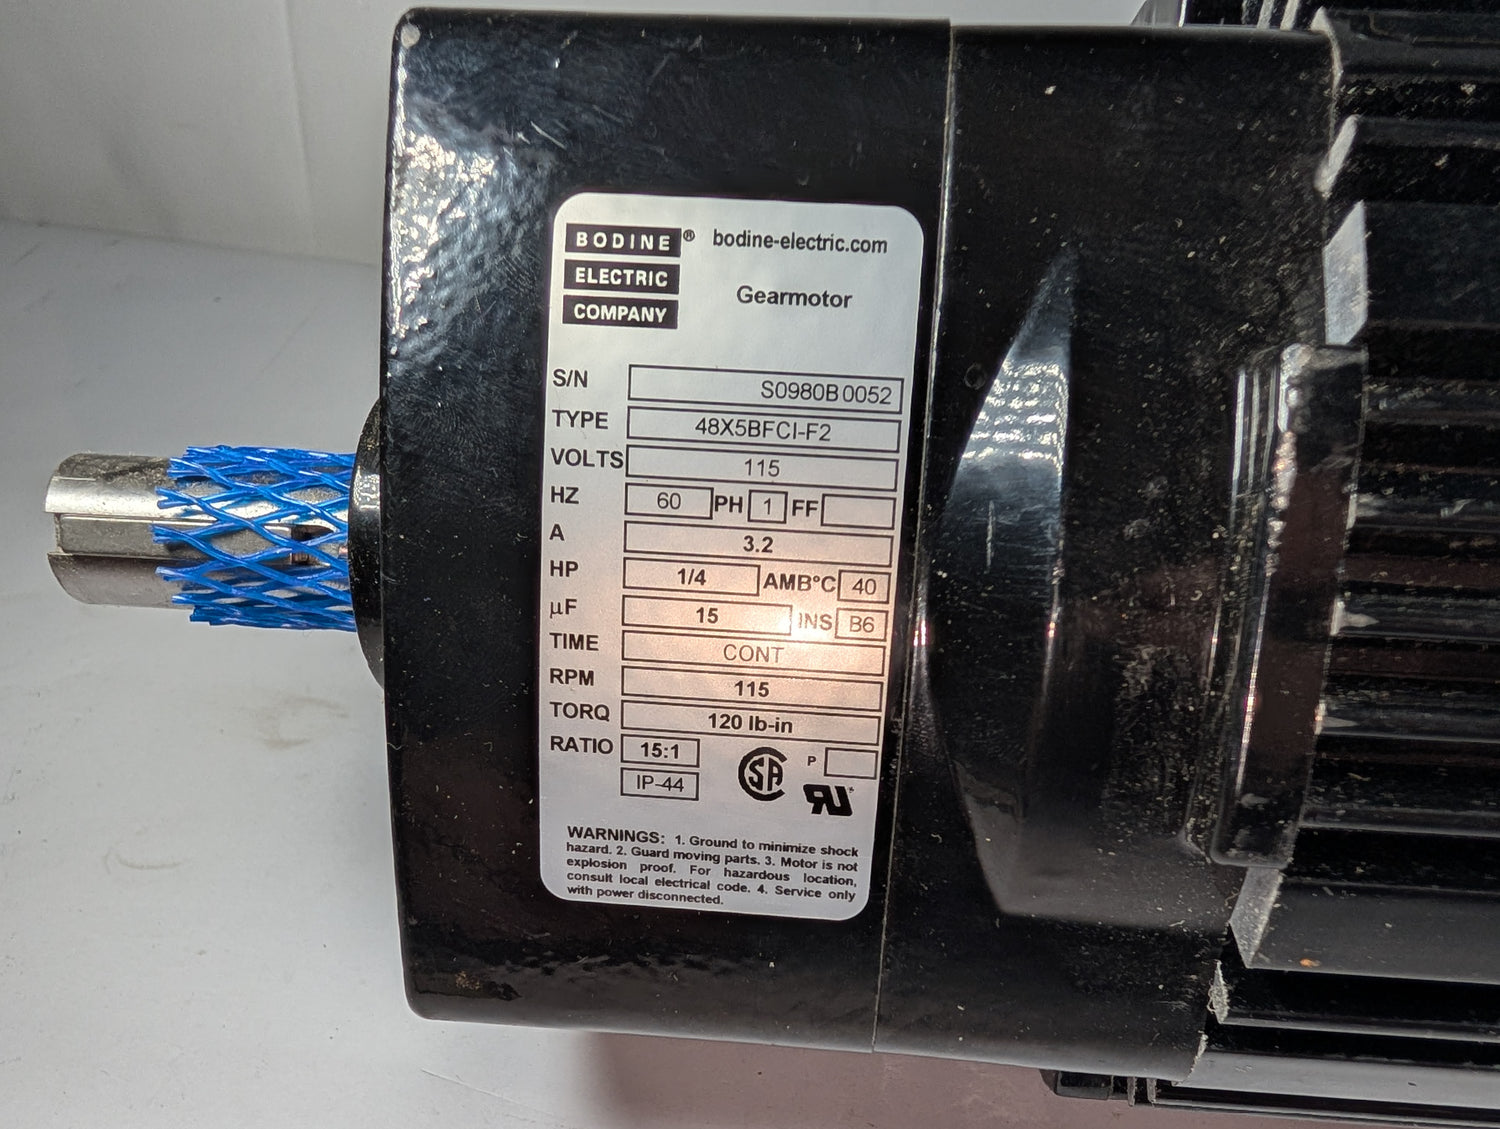 BODINE® bodine-electric.com
ELECTRIC
COMPANY
Gearmotor
S/N S0980B0052
TYPE 48X5BFCI-F2
VOLTS 115
HZ 60 PH 1 FF
A 3.2
HP 1/4 AMB°C 40
µF 15 INS B6
TIME CONT
RPM 115
TORQ 120 lb-in
RATIO 15:1
P
IP-44
WARNINGS: 1. Ground to minimize shock
hazard. 2. Guard moving parts. 3. Motor is not
explosion proof. For hazardous location,
consult local electrical code. 4. Service only
with power disconnected.